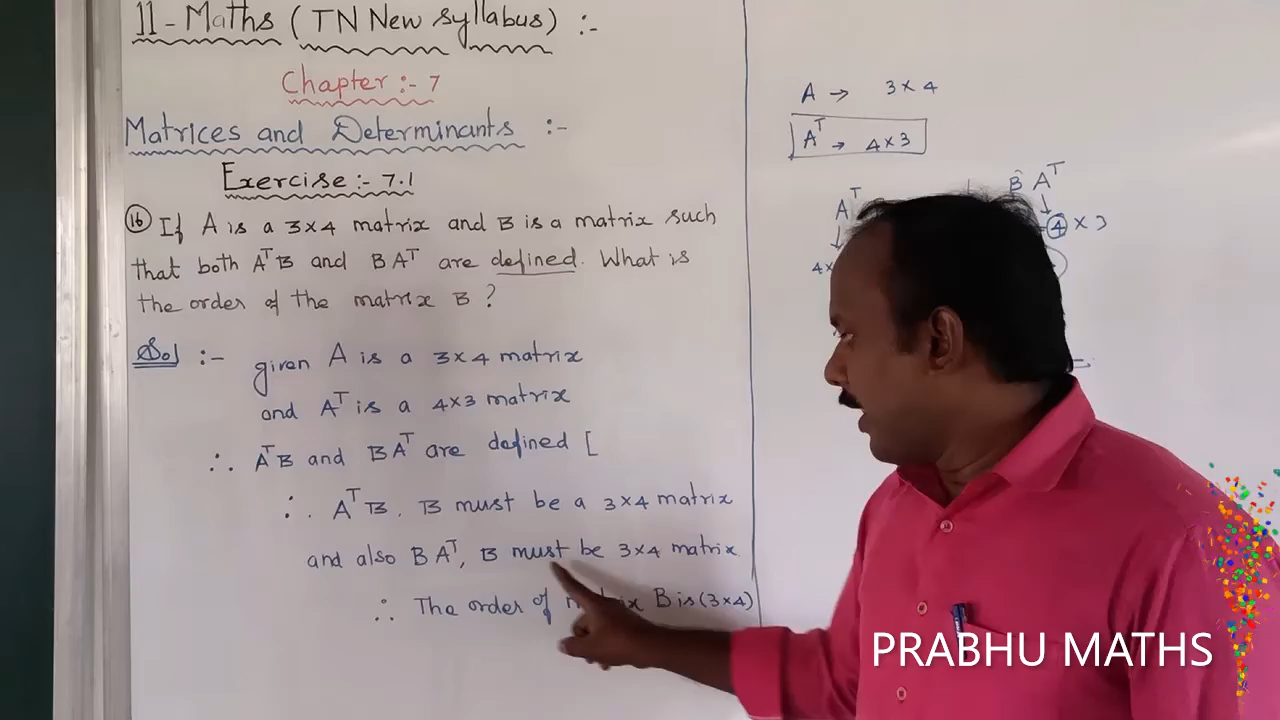 11 - Maths (TN New syllabus) :-
Chapter :- 7
Matrices and Determinants :-
Exercise :- 7.1
16 If A is a 3×4 matrix and B is a matrix such
that both AᵀB and BAᵀ are defined. What is
the order of the matrix B ?
Sol :- given A is a 3×4 matrix
and Aᵀ is a 4×3 matrix
∴ AᵀB and BAᵀ are defined [
∴ AᵀB. B must be a 3×4 matrix
and also BAᵀ, B must be 3×4 matrix
∴ The order of matrix B is (3×4)
A → 3×4
Aᵀ → 4×3
Aᵀ
↓
4×
B Aᵀ
↓
4 × 3
PRABHU MATHS